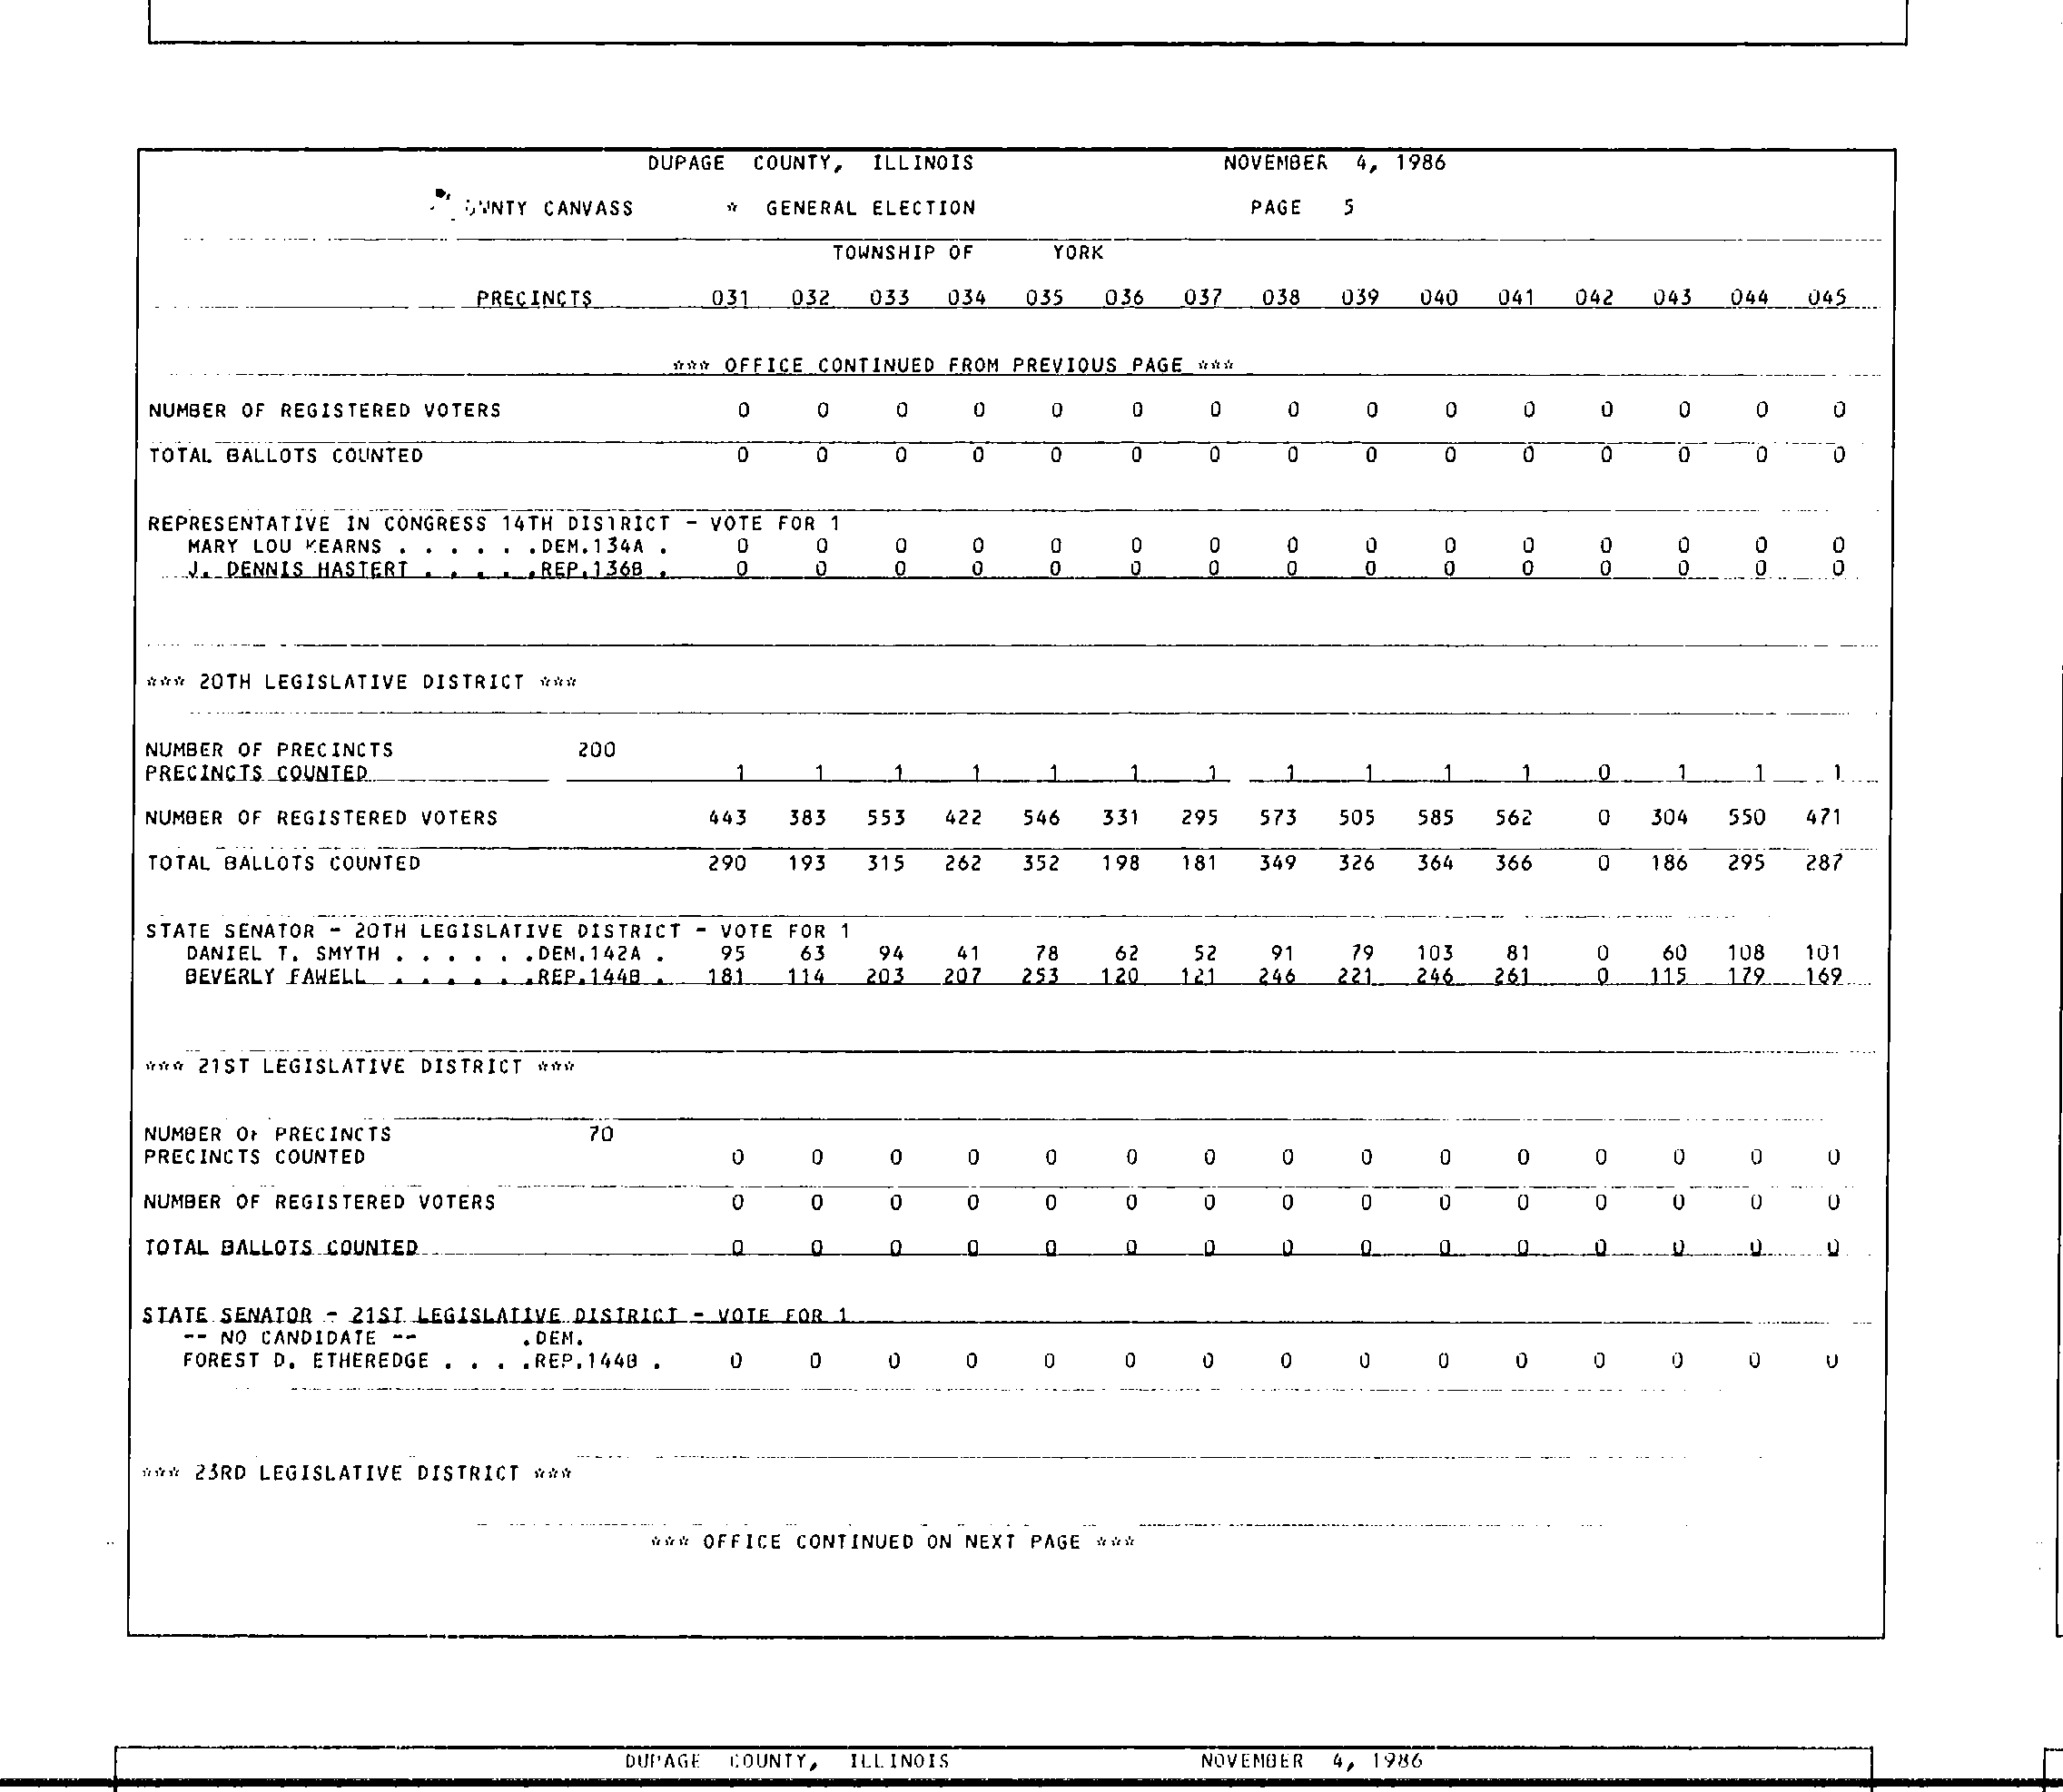 DUPAGE COUNTY, ILLINOIS NOVEMBER 4, 1986
CANVASS * GENERAL ELECTION PAGE 5
TOWNSHIP OF YORK
PRECINCTS 031 032 033 034 035 036 037 038 039 040 041 042 043 044 045
*** OFFICE CONTINUED FROM PREVIOUS PAGE ***
NUMBER OF REGISTERED VOTERS 0 0 0 0 0 0 0 0 0 0 0 0 0 0 0
TOTAL BALLOTS COUNTED 0 0 0 0 0 0 0 0 0 0 0 0 0 0 0
REPRESENTATIVE IN CONGRESS 14TH DISTRICT - VOTE FOR 1
MARY LOU KEARNS . . . . . . DEM.134A . 0 0 0 0 0 0 0 0 0 0 0 0 0 0 0
J. DENNIS HASTERT . . . . . REP.136B . 0 0 0 0 0 0 0 0 0 0 0 0 0 0 0
*** 20TH LEGISLATIVE DISTRICT ***
NUMBER OF PRECINCTS 200
PRECINCTS COUNTED 1 1 1 1 1 1 1 1 1 1 1 0 1 1 1
NUMBER OF REGISTERED VOTERS 443 383 553 422 546 331 295 573 505 585 562 0 304 550 471
TOTAL BALLOTS COUNTED 290 193 315 262 352 198 181 349 326 364 366 0 186 295 287
STATE SENATOR - 20TH LEGISLATIVE DISTRICT - VOTE FOR 1
DANIEL T. SMYTH . . . . . . DEM.142A . 95 63 94 41 78 62 52 91 79 103 81 0 60 108 101
BEVERLY FAWELL . . . . . . REP.144B . 181 114 203 207 253 120 121 246 221 246 261 0 115 179 169
*** 21ST LEGISLATIVE DISTRICT ***
NUMBER OF PRECINCTS 70
PRECINCTS COUNTED 0 0 0 0 0 0 0 0 0 0 0 0 0 0 0
NUMBER OF REGISTERED VOTERS 0 0 0 0 0 0 0 0 0 0 0 0 0 0 0
TOTAL BALLOTS COUNTED 0 0 0 0 0 0 0 0 0 0 0 0 0 0 0
STATE SENATOR - 21ST LEGISLATIVE DISTRICT - VOTE FOR 1
-- NO CANDIDATE -- .DEM.
FOREST D. ETHEREDGE . . . .REP.144B . 0 0 0 0 0 0 0 0 0 0 0 0 0 0 0
*** 23RD LEGISLATIVE DISTRICT ***
*** OFFICE CONTINUED ON NEXT PAGE ***
DUPAGE COUNTY, ILLINOIS NOVEMBER 4, 1986